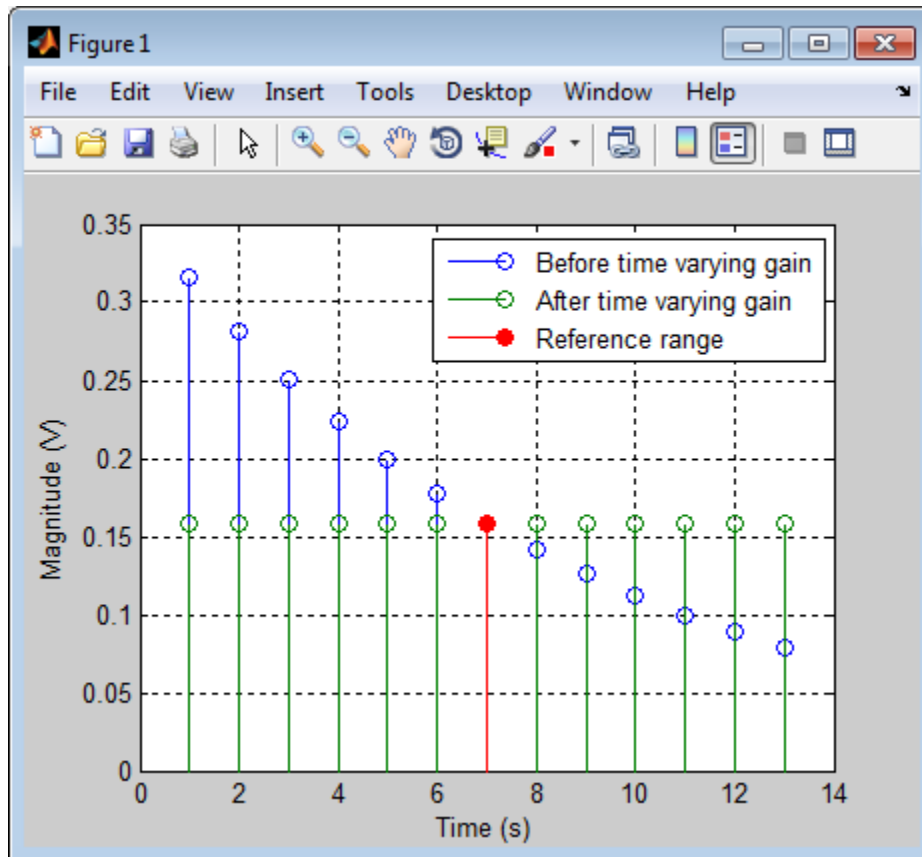 Figure 1
File Edit View Insert Tools Desktop Window Help
0.35
0.3
0.25
0.2
0.15
0.1
0.05
0
Magnitude (V)
Before time varying gain
After time varying gain
Reference range
0 2 4 6 8 10 12 14
Time (s)